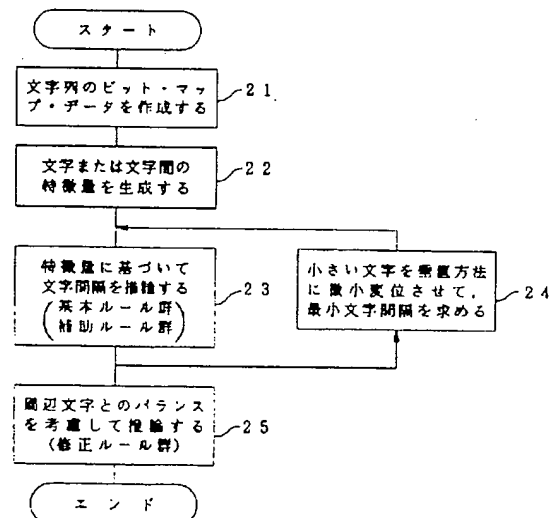 スタート
文字列のビット・マッ
プ・データを作成する
21
文字または文字間の
特徴量を生成する
22
特徴量に基づいて
文字間隔を推論する
(基本ルール群
補助ルール群)
23
小さい文字を垂直方法
に微小変位させて,
最小文字間隔を求める
24
周辺文字とのバランス
を考慮して推論する
(修正ルール群)
25
エンド